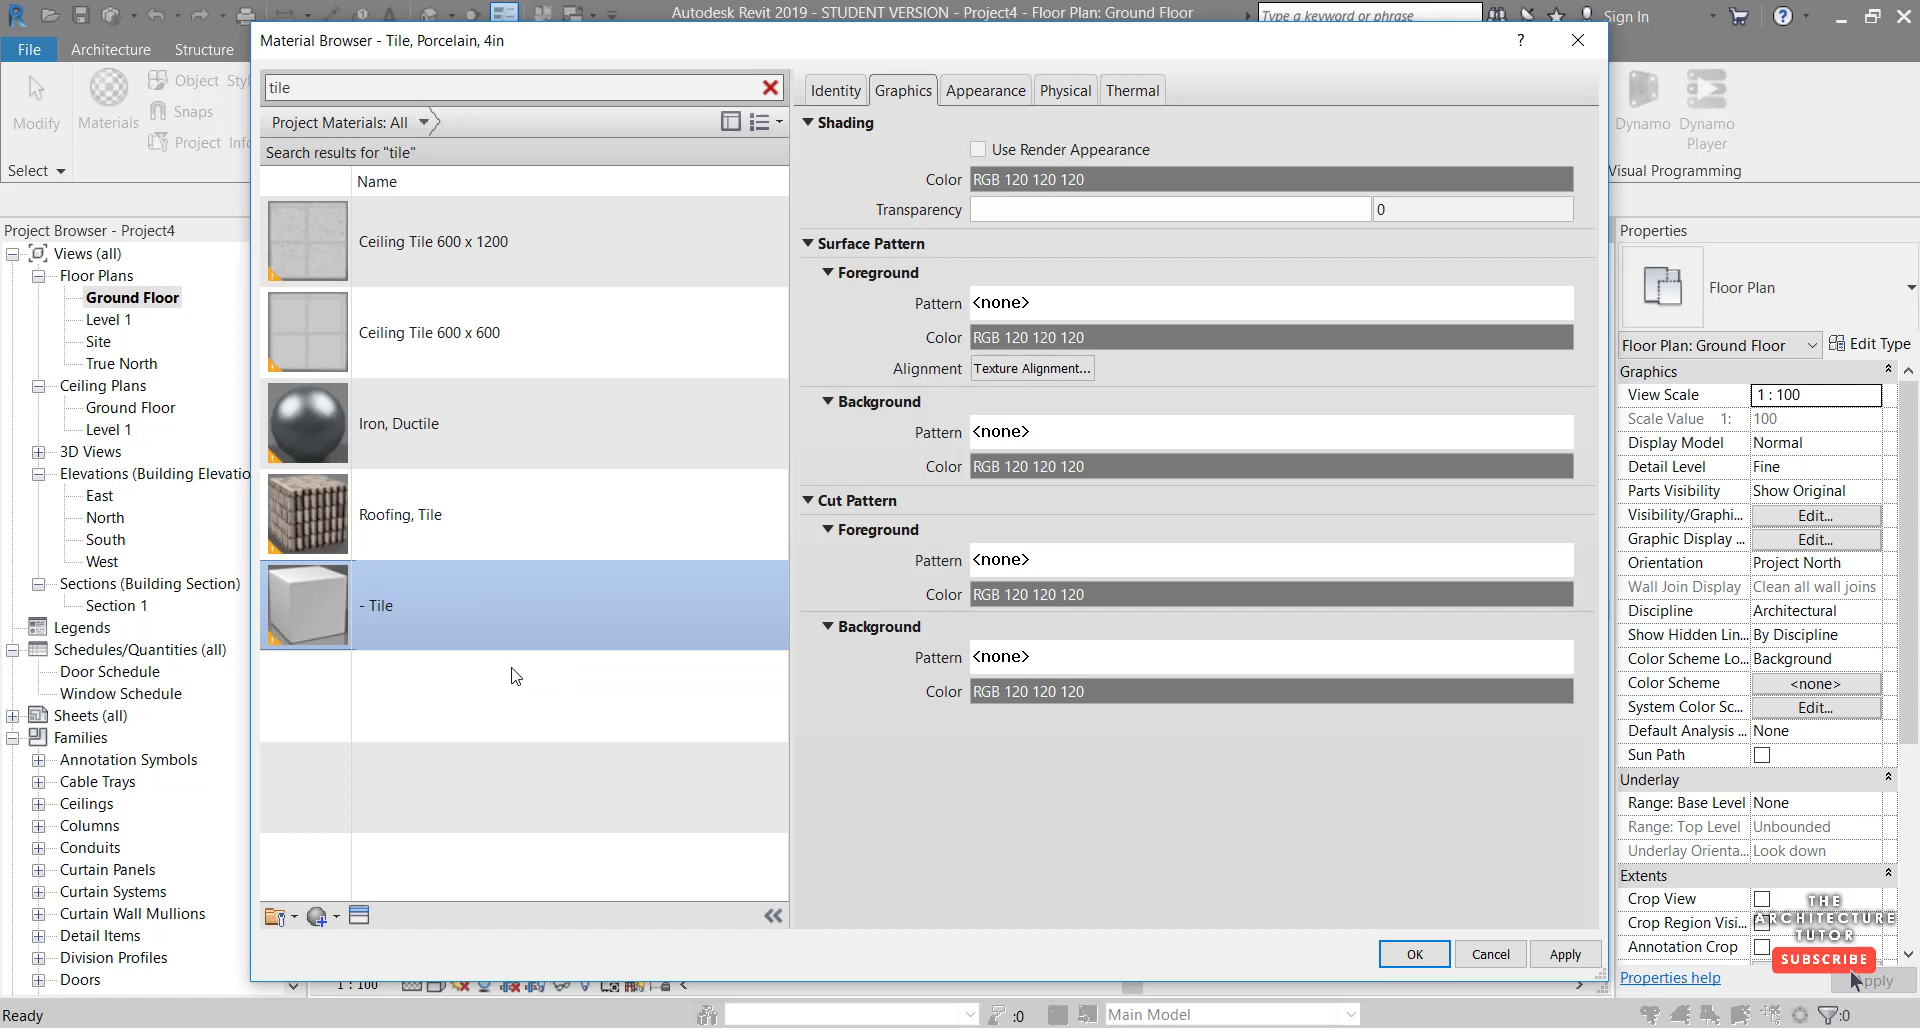 Autodesk Revit 2019 - STUDENT VERSION - Project4 - Floor Plan: Ground Floor
Type a keyword or phrase
Sign In
File
Architecture
Structure
Modify
Materials
Object Styl
Snaps
Project Info
Select
Dynamo
Dynamo Player
Visual Programming
Material Browser - Tile, Porcelain, 4in
?
tile
Project Materials: All
Search results for "tile"
Name
Ceiling Tile 600 x 1200
Ceiling Tile 600 x 600
Iron, Ductile
Roofing, Tile
- Tile
Identity
Graphics
Appearance
Physical
Thermal
Shading
Use Render Appearance
Color RGB 120 120 120
Transparency 0
Surface Pattern
Foreground
Pattern <none>
Color RGB 120 120 120
Alignment Texture Alignment...
Background
Pattern <none>
Color RGB 120 120 120
Cut Pattern
Foreground
Pattern <none>
Color RGB 120 120 120
Background
Pattern <none>
Color RGB 120 120 120
OK
Cancel
Apply
Project Browser - Project4
Views (all)
Floor Plans
Ground Floor
Level 1
Site
True North
Ceiling Plans
Ground Floor
Level 1
3D Views
Elevations (Building Elevatio
East
North
South
West
Sections (Building Section)
Section 1
Legends
Schedules/Quantities (all)
Door Schedule
Window Schedule
Sheets (all)
Families
Annotation Symbols
Cable Trays
Ceilings
Columns
Conduits
Curtain Panels
Curtain Systems
Curtain Wall Mullions
Detail Items
Division Profiles
Doors
Properties
Floor Plan
Floor Plan: Ground Floor
Edit Type
Graphics
View Scale 1 : 100
Scale Value 1: 100
Display Model Normal
Detail Level Fine
Parts Visibility Show Original
Visibility/Graphi... Edit...
Graphic Display ... Edit...
Orientation Project North
Wall Join Display Clean all wall joins
Discipline Architectural
Show Hidden Lin... By Discipline
Color Scheme Lo... Background
Color Scheme <none>
System Color Sc... Edit...
Default Analysis ... None
Sun Path
Underlay
Range: Base Level None
Range: Top Level Unbounded
Underlay Orienta... Look down
Extents
Crop View
Crop Region Visi...
Annotation Crop
Properties help
THE
ARCHITECTURE
TUTOR
SUBSCRIBE
1 : 100
Ready
:0
Main Model
:0